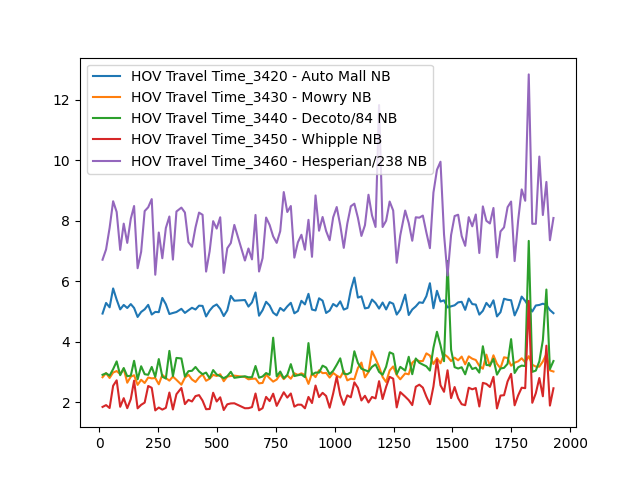 HOV Travel Time_3420 - Auto Mall NB
HOV Travel Time_3430 - Mowry NB
HOV Travel Time_3440 - Decoto/84 NB
HOV Travel Time_3450 - Whipple NB
HOV Travel Time_3460 - Hesperian/238 NB
12
10
8
6
4
2
0 250 500 750 1000 1250 1500 1750 2000